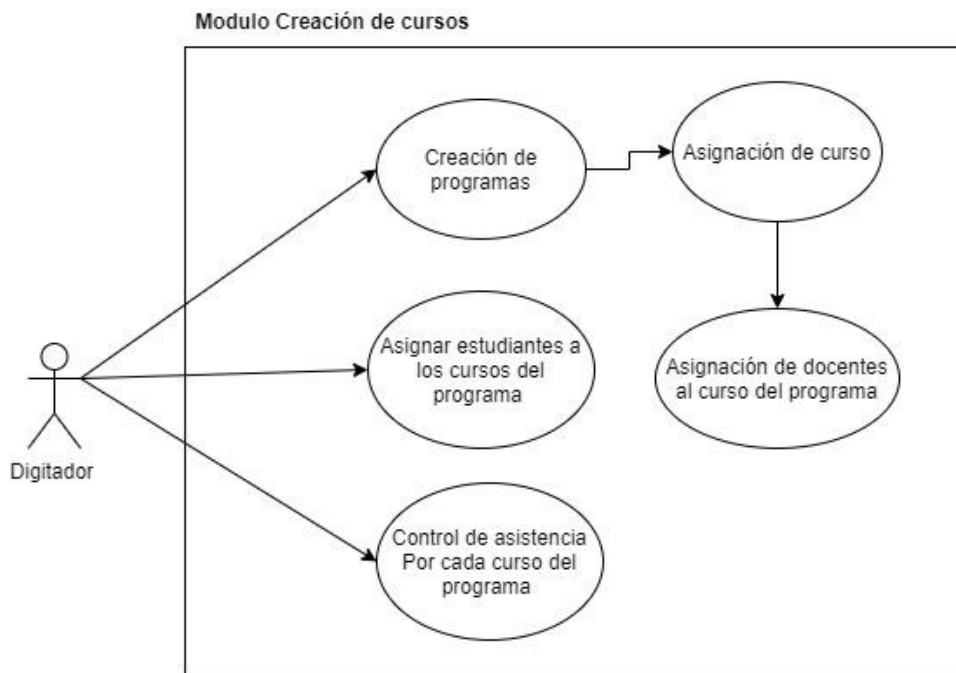 Modulo Creación de cursos
Creación de
programas
Asignación de curso
Asignar estudiantes a
los cursos del
programa
Asignación de docentes
al curso del programa
Digitador
Control de asistencia
Por cada curso del
programa